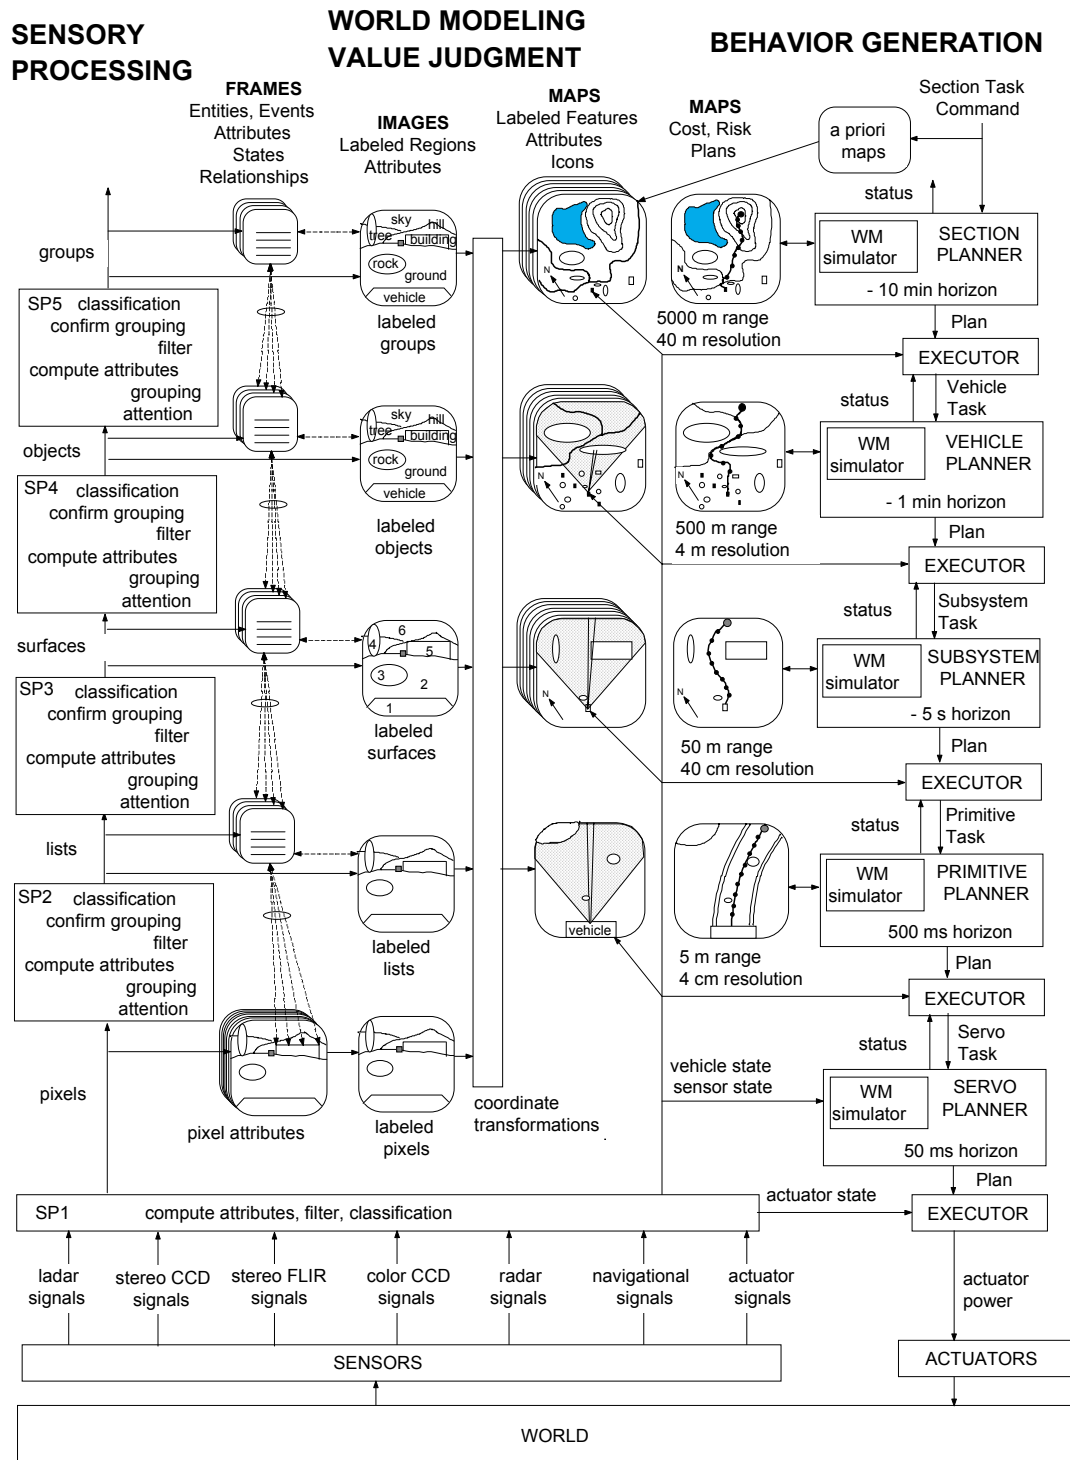 SENSORY
PROCESSING
WORLD MODELING
VALUE JUDGMENT
BEHAVIOR GENERATION
FRAMES
Entities, Events
Attributes
States
Relationships
IMAGES
Labeled Regions
Attributes
MAPS
Labeled Features
Attributes
Icons
MAPS
Cost, Risk
Plans
a priori
maps
Section Task
Command
status
groups
sky
hill
tree
building
rock
ground
vehicle
labeled
groups
N
N
5000 m range
40 m resolution
WM
simulator
SECTION
PLANNER
- 10 min horizon
Plan
EXECUTOR
SP5 classification
confirm grouping
filter
compute attributes
grouping
attention
status
Vehicle
Task
objects
sky
hill
tree
building
rock
ground
vehicle
labeled
objects
N
N
500 m range
4 m resolution
WM
simulator
VEHICLE
PLANNER
- 1 min horizon
Plan
EXECUTOR
SP4 classification
confirm grouping
filter
compute attributes
grouping
attention
status
Subsystem
Task
surfaces
6
4
5
3
2
1
labeled
surfaces
N
N
50 m range
40 cm resolution
WM
simulator
SUBSYSTEM
PLANNER
- 5 s horizon
Plan
EXECUTOR
SP3 classification
confirm grouping
filter
compute attributes
grouping
attention
status
Primitive
Task
lists
labeled
lists
vehicle
5 m range
4 cm resolution
WM
simulator
PRIMITIVE
PLANNER
500 ms horizon
Plan
EXECUTOR
SP2 classification
confirm grouping
filter
compute attributes
grouping
attention
status
Servo
Task
pixels
pixel attributes
labeled
pixels
coordinate
transformations
vehicle state
sensor state
WM
simulator
SERVO
PLANNER
50 ms horizon
Plan
SP1 compute attributes, filter, classification
actuator state
EXECUTOR
ladar
signals
stereo CCD
signals
stereo FLIR
signals
color CCD
signals
radar
signals
navigational
signals
actuator
signals
actuator
power
SENSORS
ACTUATORS
WORLD